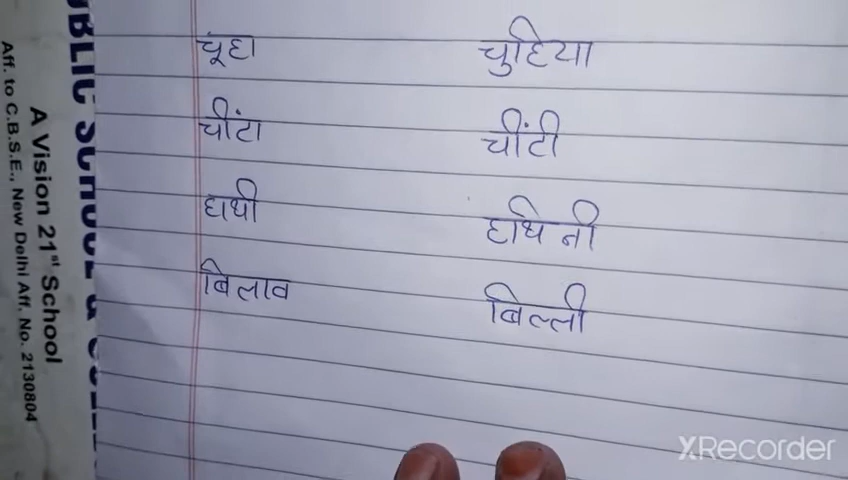 चूहा चुहिया
चींटा चींटी
हाथी हाथिनी
बिलाव बिल्ली
A Vision 21st School
Aff. to C.B.S.E., New Delhi Aff. No. 2130804
XRecorder